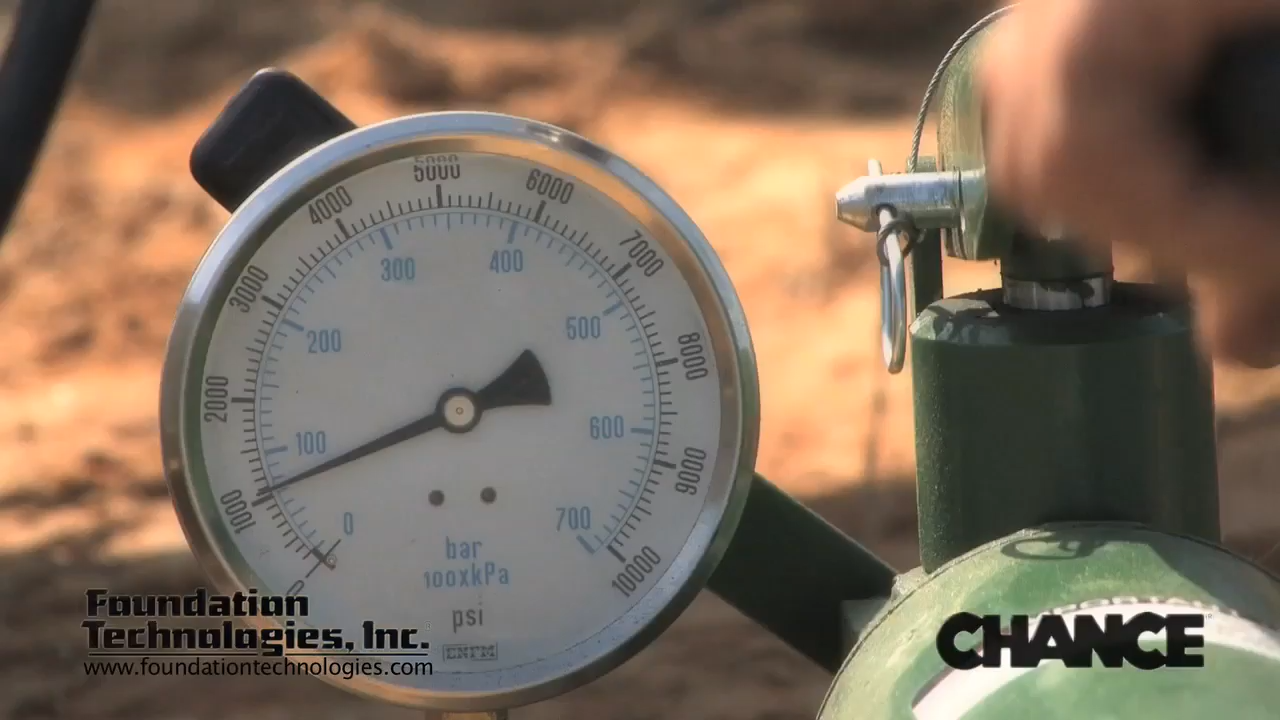 5000
4000
6000
3000
7000
300
400
200
500
2000
8000
100
600
9000
1000
0
700
bar
10000
100xkPa
0
psi
ENFM
Foundation
Technologies, Inc.
www.foundationtechnologies.com
CHANCE